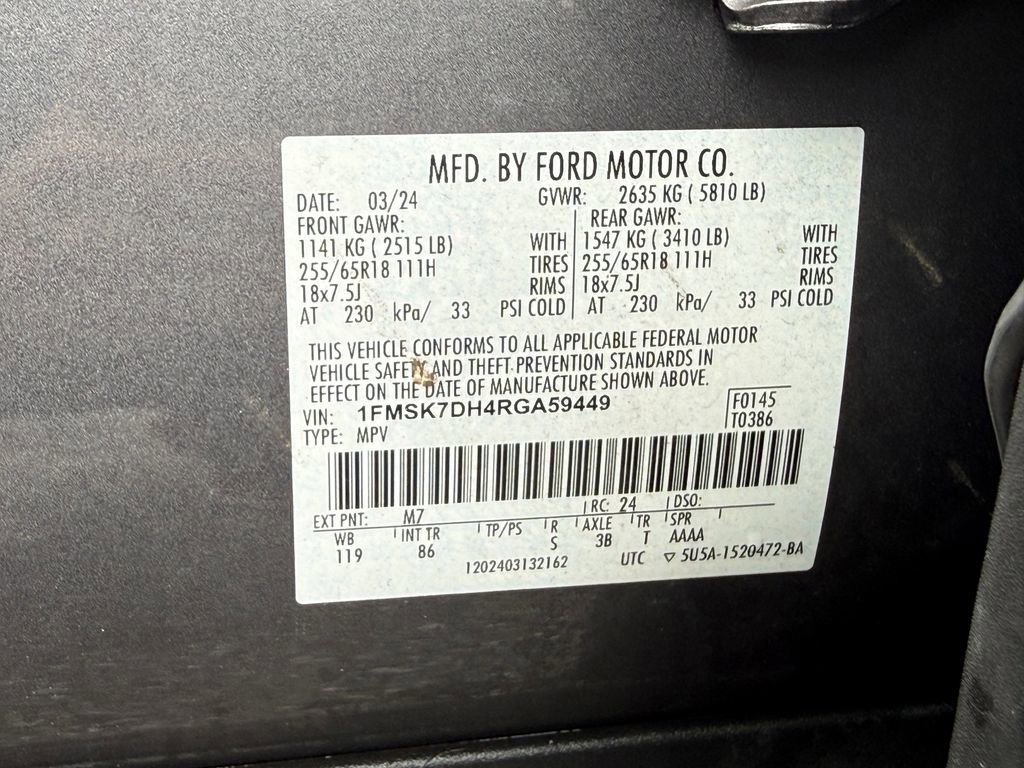 MFD. BY FORD MOTOR CO.
DATE: 03/24 GVWR: 2635 KG ( 5810 LB)
FRONT GAWR: REAR GAWR:
1141 KG ( 2515 LB) WITH 1547 KG ( 3410 LB) WITH
255/65R18 111H TIRES 255/65R18 111H TIRES
18x7.5J RIMS 18x7.5J RIMS
AT 230 kPa/ 33 PSI COLD AT 230 kPa/ 33 PSI COLD
THIS VEHICLE CONFORMS TO ALL APPLICABLE FEDERAL MOTOR
VEHICLE SAFETY AND THEFT PREVENTION STANDARDS IN
EFFECT ON THE DATE OF MANUFACTURE SHOWN ABOVE.
VIN: 1FMSK7DH4RGA59449 F0145
TYPE: MPV T0386
EXT PNT: M7 RC: 24 DSO:
WB INT TR TP/PS R AXLE TR SPR
119 86 S 3B T AAAA
1202403132162 UTC ▽ 5U5A-1520472-BA